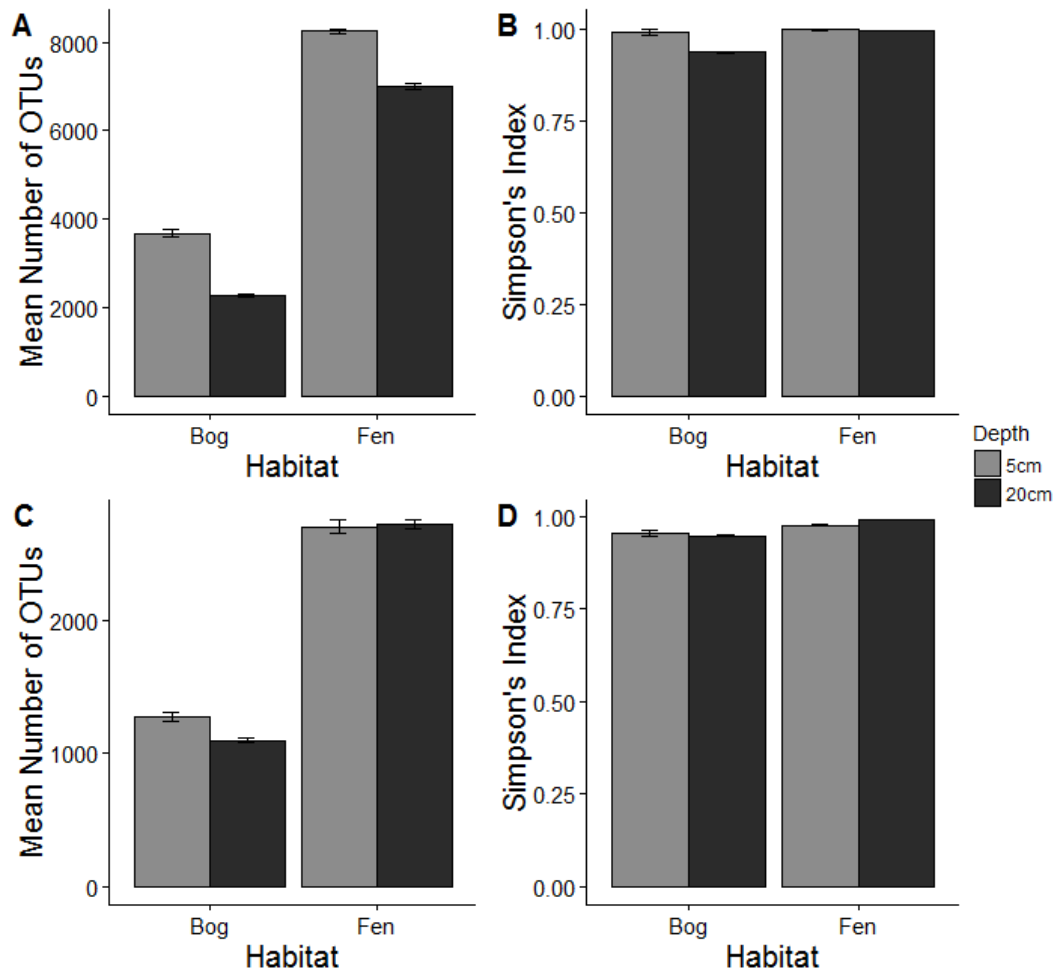 A
Mean Number of OTUs
8000
6000
4000
2000
0
Bog
Fen
Habitat
B
Simpson's Index
1.00
0.75
0.50
0.25
0.00
Bog
Fen
Habitat
Depth
5cm
20cm
C
Mean Number of OTUs
2000
1000
0
Bog
Fen
Habitat
D
Simpson's Index
1.00
0.75
0.50
0.25
0.00
Bog
Fen
Habitat